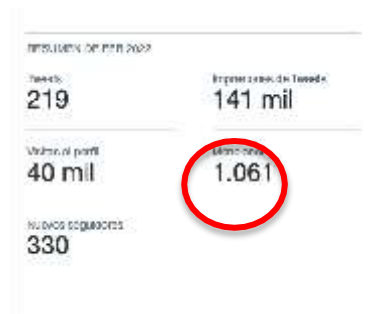 RESUMEN DE FEB 2022
Tweets
Impresiones de Tweets
219
141 mil
Visitas al perfil
Menciones
40 mil
1.061
Nuevos seguidores
330